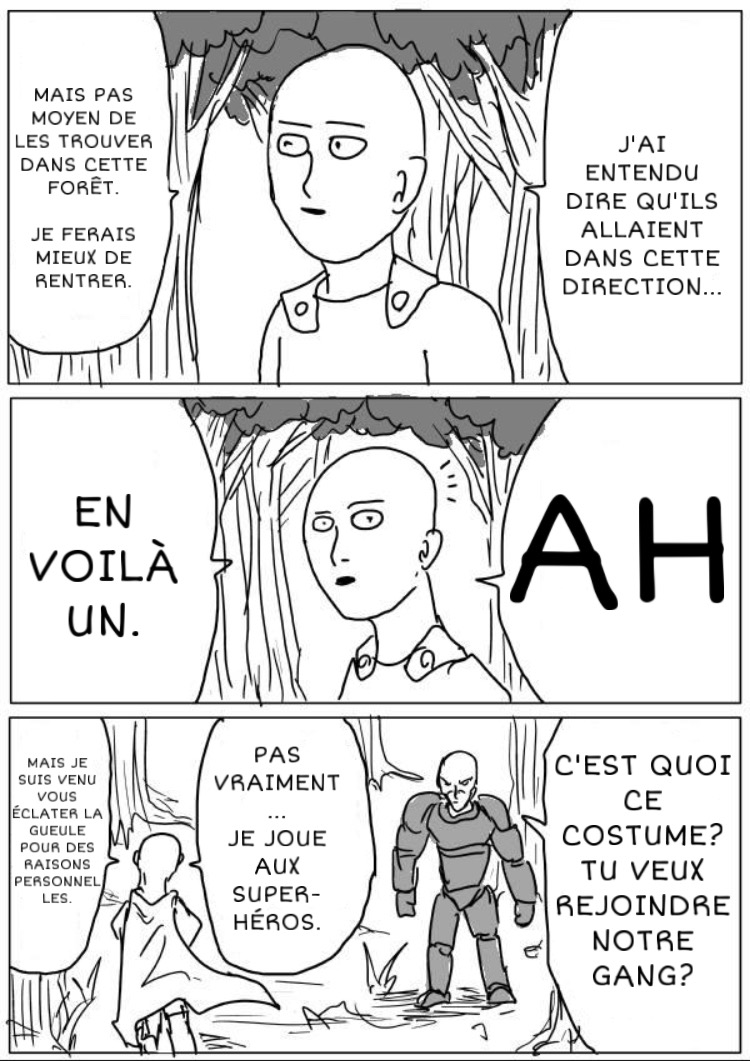 J'AI
ENTENDU
DIRE QU'ILS
ALLAIENT
DANS CETTE
DIRECTION...
MAIS PAS
MOYEN DE
LES TROUVER
DANS CETTE
FORÊT.
JE FERAIS
MIEUX DE
RENTRER.
AH
EN
VOILÀ
UN.
C'EST QUOI
CE
COSTUME?
TU VEUX
REJOINDRE
NOTRE
GANG?
PAS
VRAIMENT
...
JE JOUE
AUX
SUPER-
HÉROS.
MAIS JE
SUIS VENU
VOUS
ÉCLATER LA
GUEULE
POUR DES
RAISONS
PERSONNEL
LES.